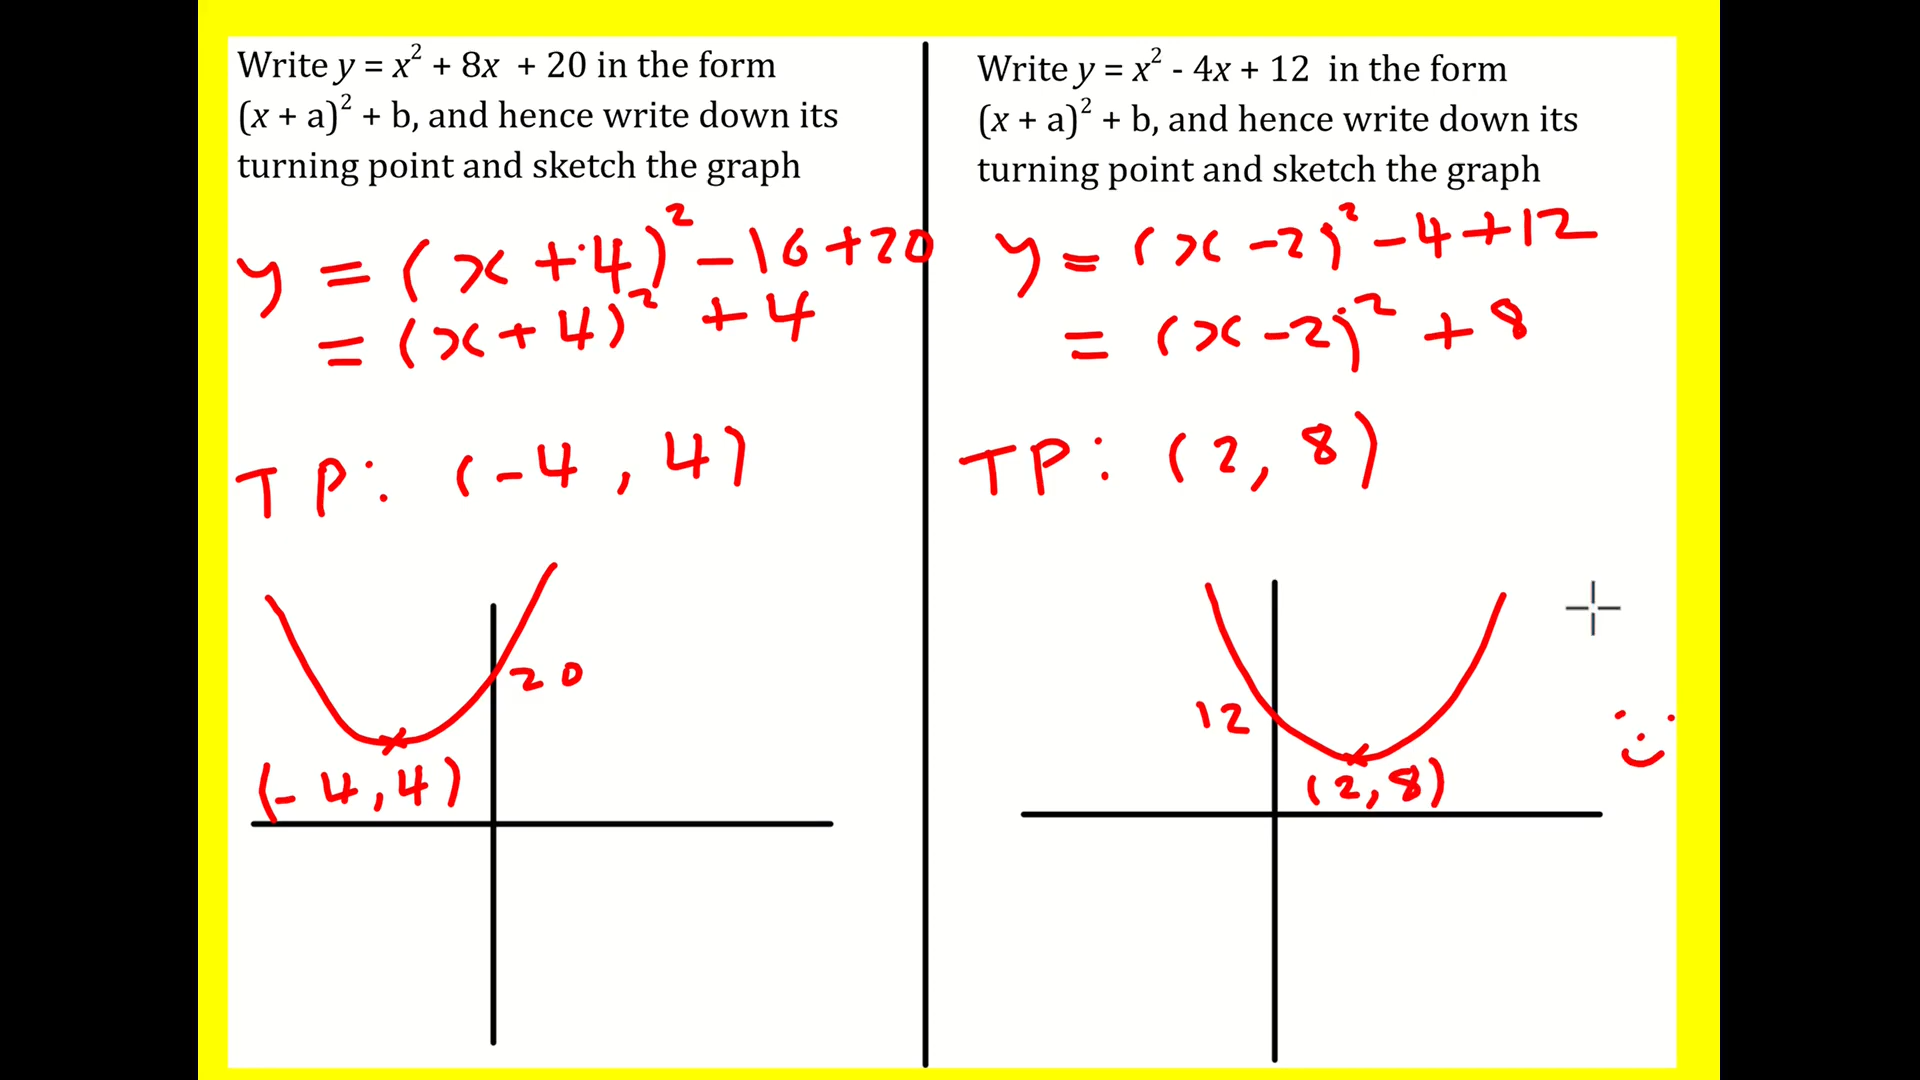 Write y = x² + 8x + 20 in the form
(x + a)² + b, and hence write down its
turning point and sketch the graph
y = (x + 4)² - 16 + 20
= (x + 4)² + 4
TP: (-4, 4)
20
(-4, 4)
Write y = x² - 4x + 12 in the form
(x + a)² + b, and hence write down its
turning point and sketch the graph
y = (x - 2)² - 4 + 12
= (x - 2)² + 8
TP: (2, 8)
12
(2, 8)